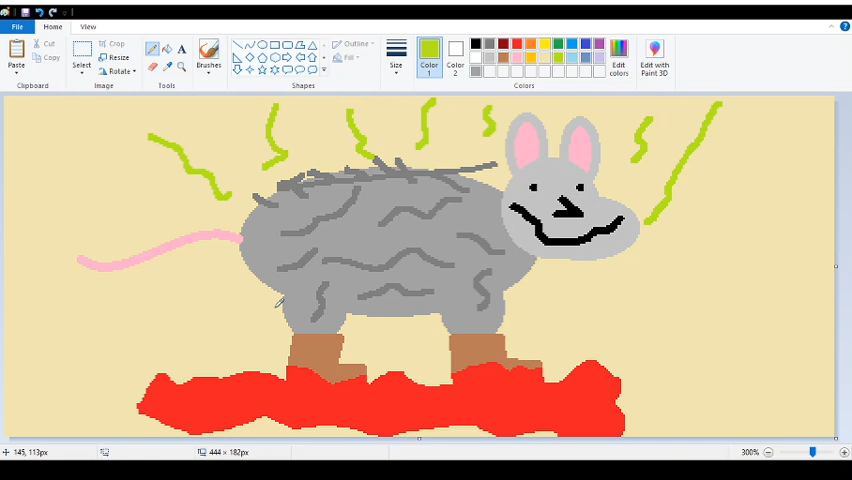 File Home View
Paste
Cut
Copy
Clipboard
Select
Crop
Resize
Rotate
Image
A
Tools
Brushes
Outline
Fill
Shapes
Size
Color 1
Color 2
Edit colors
Edit with Paint 3D
Colors
145, 113px
444 × 182px
300%